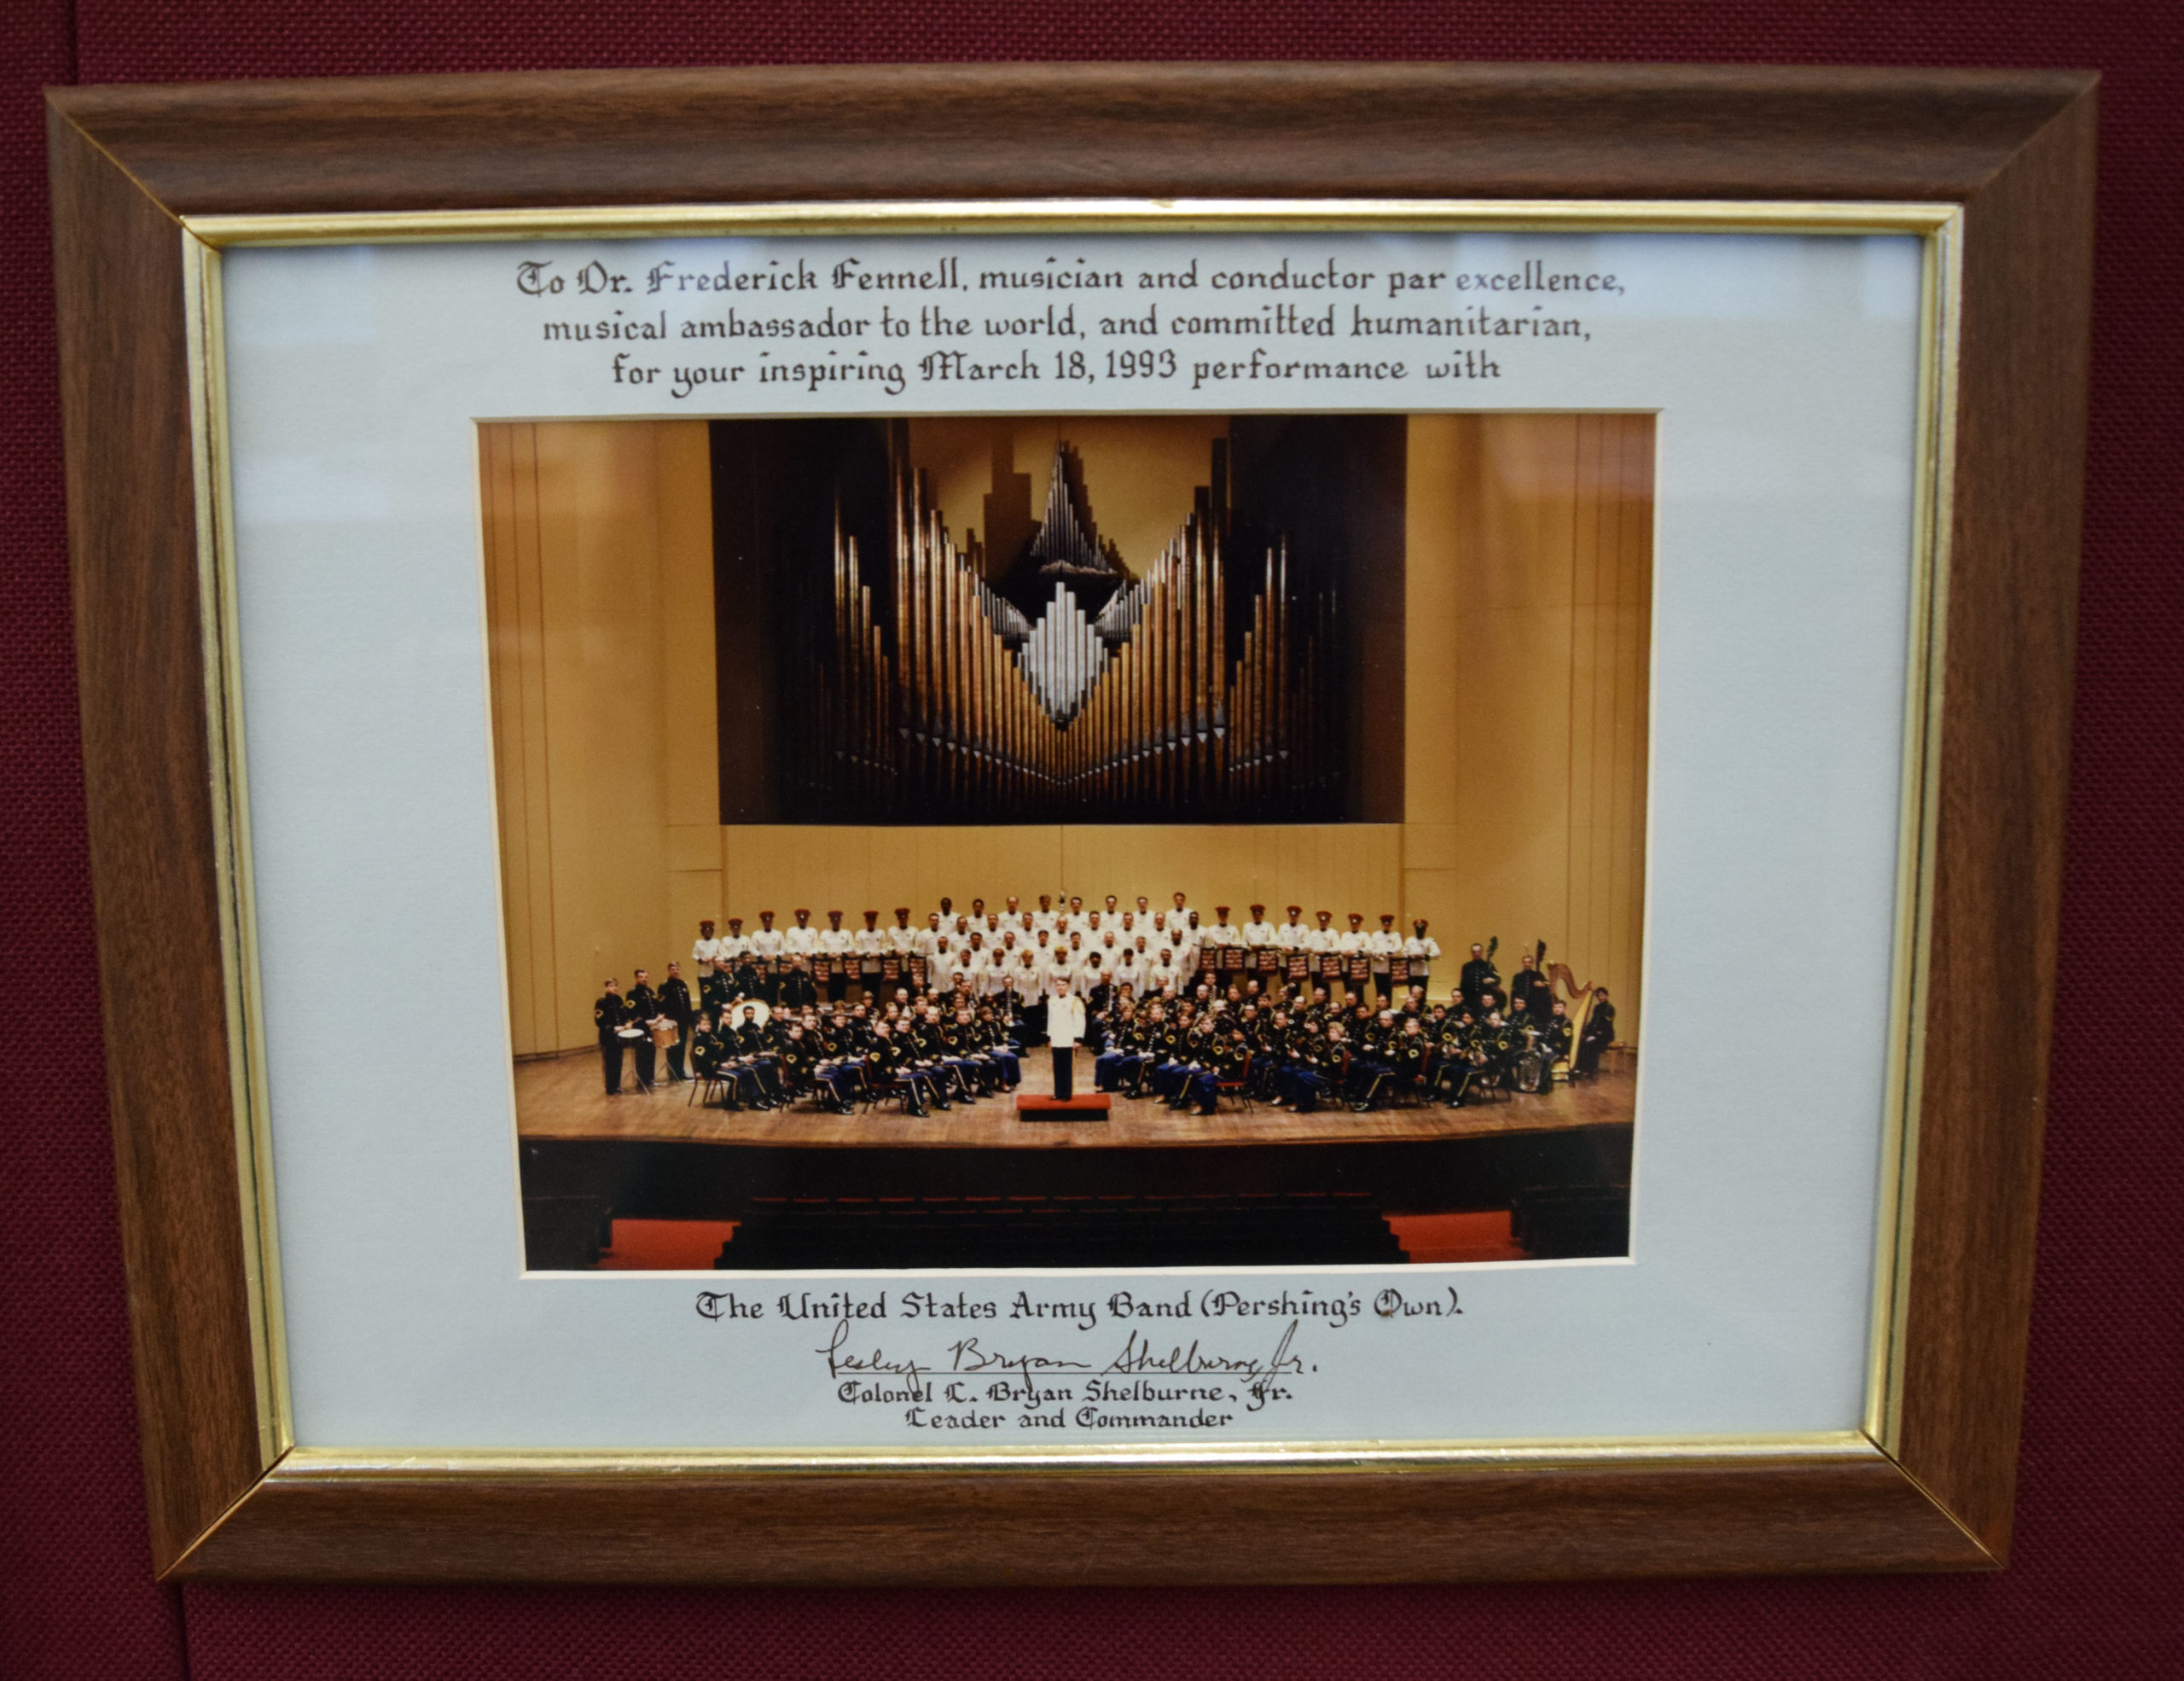 To Dr. Frederick Fennell, musician and conductor par excellence,
musical ambassador to the world, and committed humanitarian,
for your inspiring March 18, 1993 performance with
The United States Army Band (Pershing's Own).
Lesley Bryan Shelburne, Jr.
Colonel L. Bryan Shelburne, Jr.
Leader and Commander